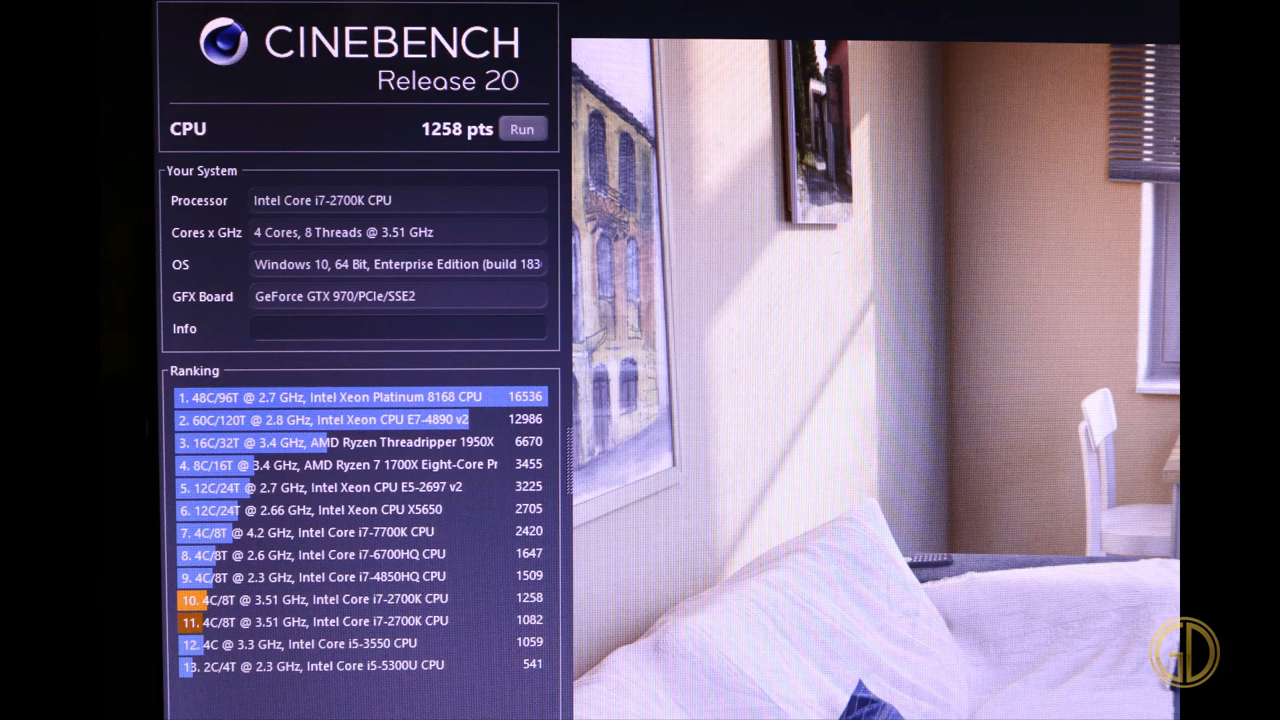 CINEBENCH
Release 20
CPU 1258 pts Run
Your System
Processor Intel Core i7-2700K CPU
Cores x GHz 4 Cores, 8 Threads @ 3.51 GHz
OS Windows 10, 64 Bit, Enterprise Edition (build 183
GFX Board GeForce GTX 970/PCIe/SSE2
Info
Ranking
1. 48C/96T @ 2.7 GHz, Intel Xeon Platinum 8168 CPU 16536
2. 60C/120T @ 2.8 GHz, Intel Xeon CPU E7-4890 v2 12986
3. 16C/32T @ 3.4 GHz, AMD Ryzen Threadripper 1950X 6670
4. 8C/16T @ 3.4 GHz, AMD Ryzen 7 1700X Eight-Core Pr 3455
5. 12C/24T @ 2.7 GHz, Intel Xeon CPU E5-2697 v2 3225
6. 12C/24T @ 2.66 GHz, Intel Xeon CPU X5650 2705
7. 4C/8T @ 4.2 GHz, Intel Core i7-7700K CPU 2420
8. 4C/8T @ 2.6 GHz, Intel Core i7-6700HQ CPU 1647
9. 4C/8T @ 2.3 GHz, Intel Core i7-4850HQ CPU 1509
10. 4C/8T @ 3.51 GHz, Intel Core i7-2700K CPU 1258
11. 4C/8T @ 3.51 GHz, Intel Core i7-2700K CPU 1082
12. 4C @ 3.3 GHz, Intel Core i5-3550 CPU 1059
13. 2C/4T @ 2.3 GHz, Intel Core i5-5300U CPU 541
GD